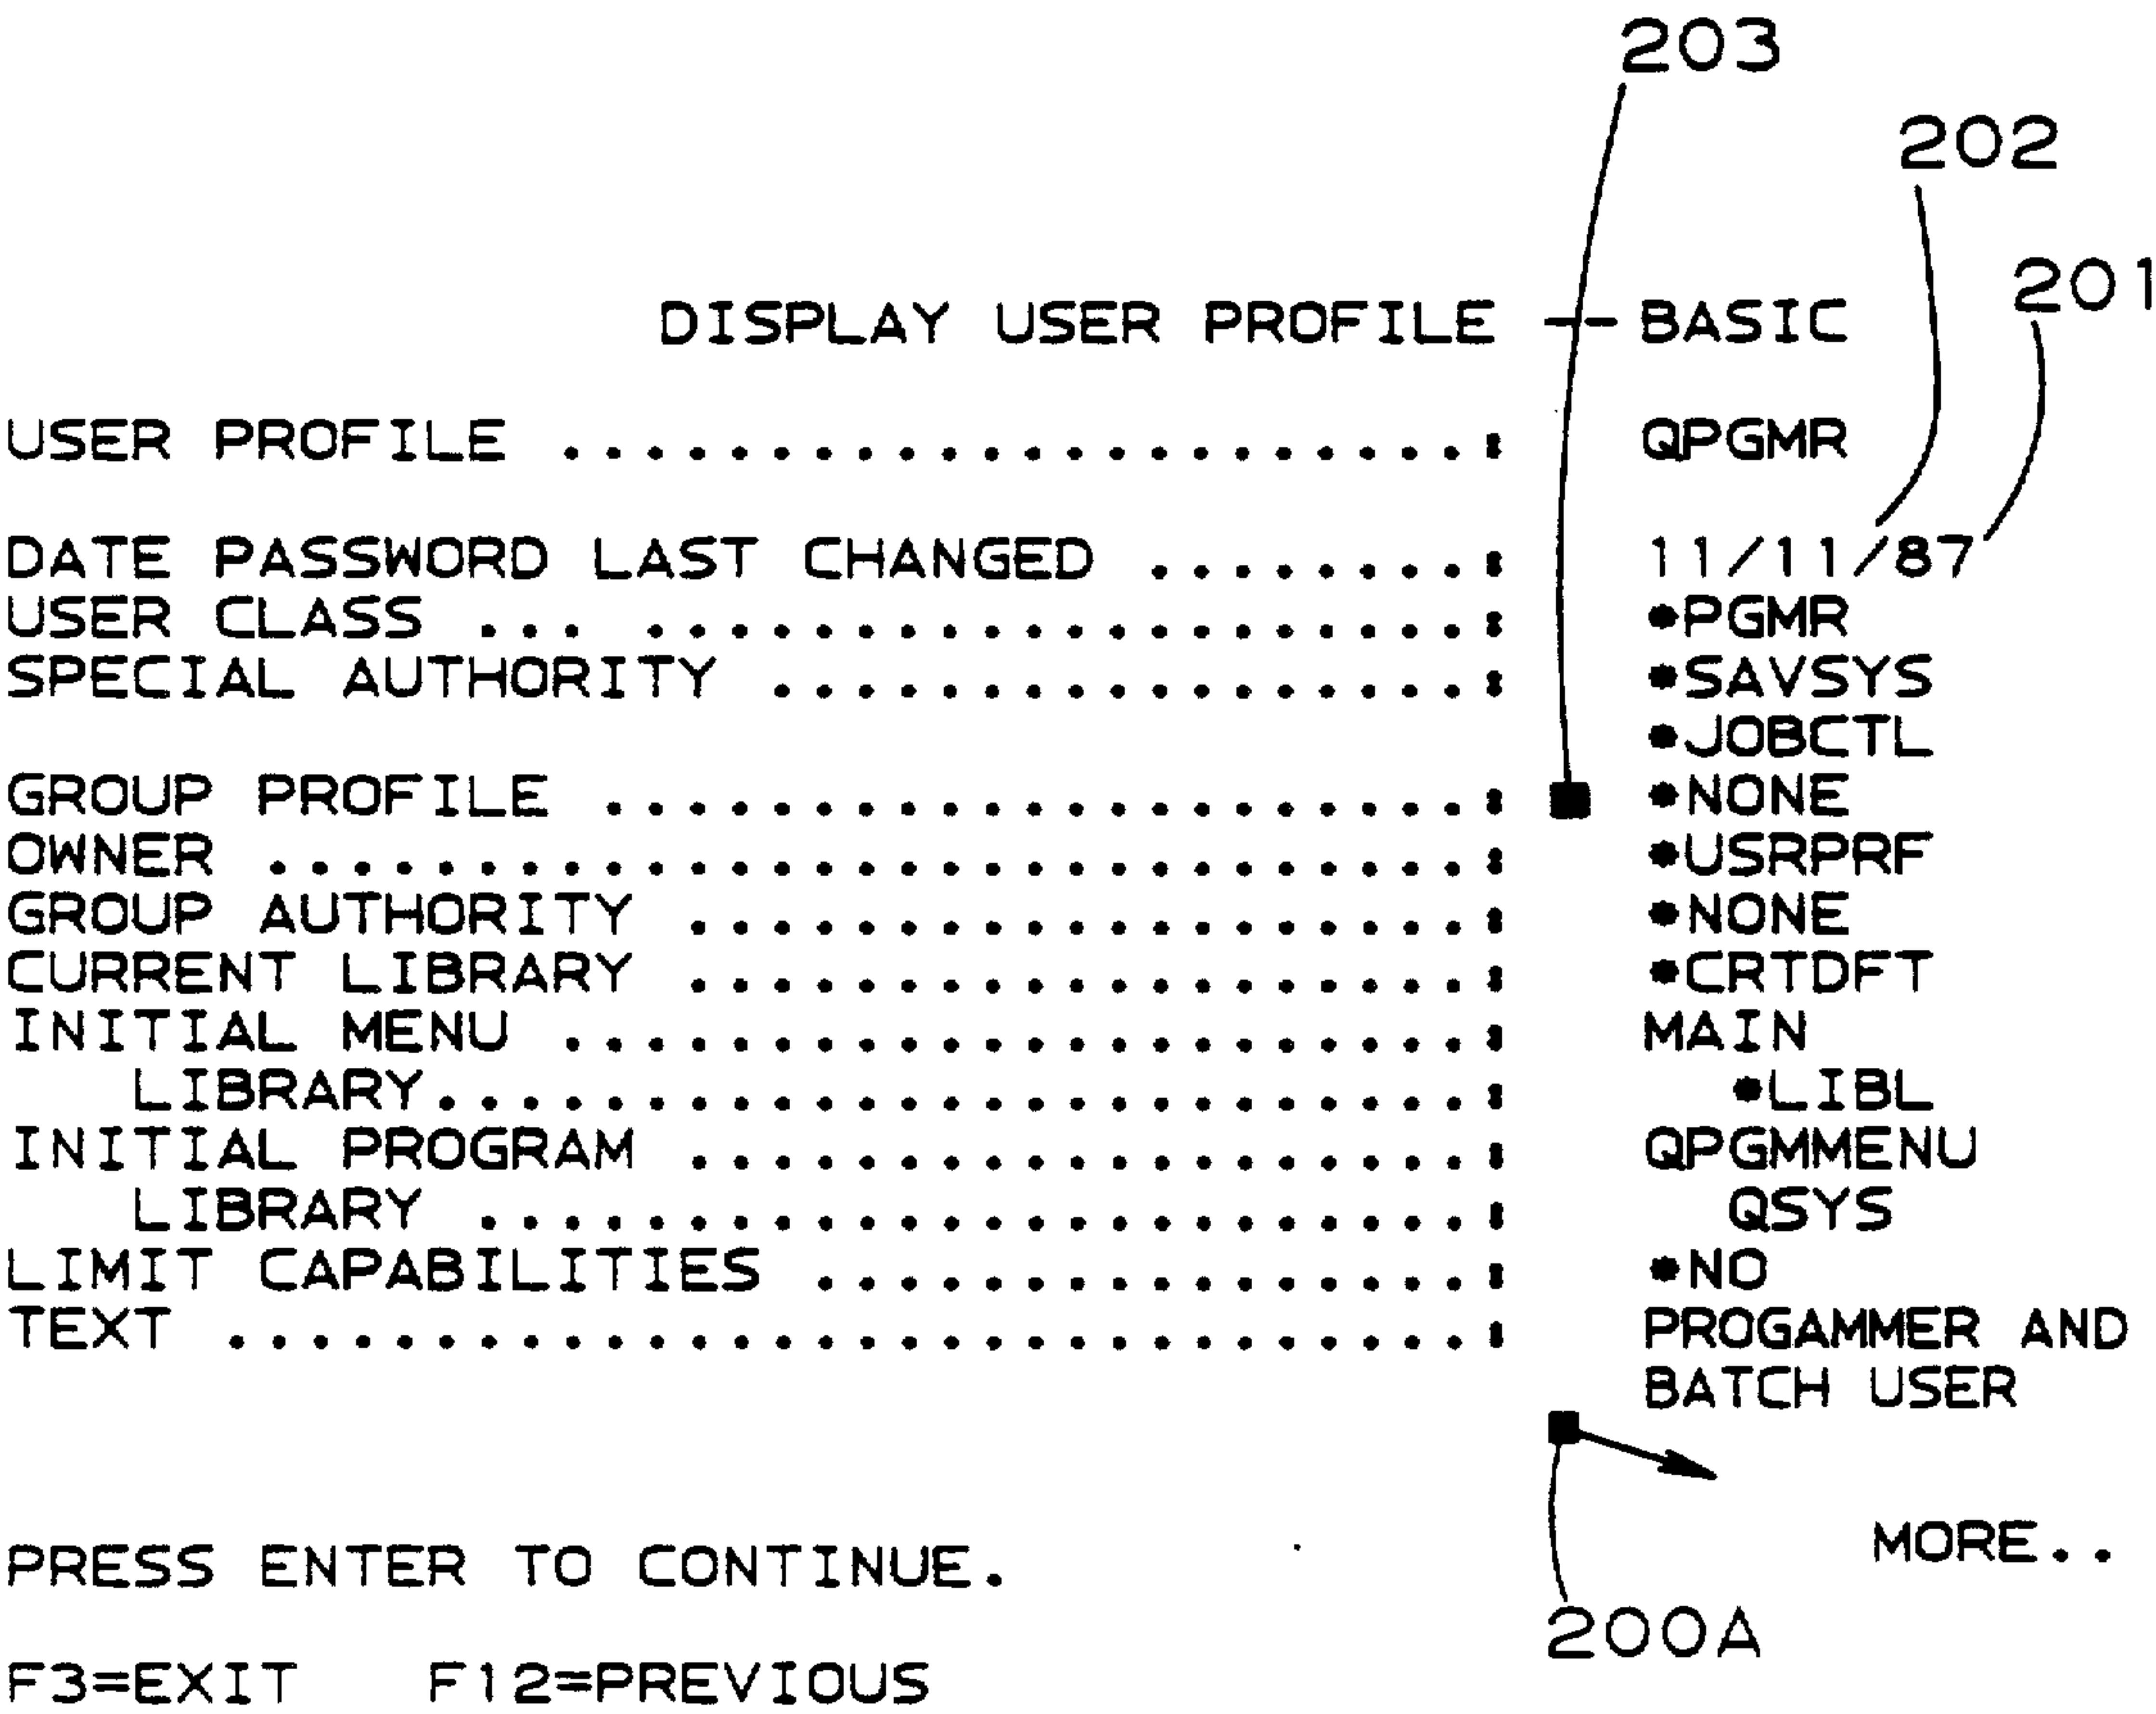 203
202
201
DISPLAY USER PROFILE -- BASIC
USER PROFILE .......................: QPGMR
DATE PASSWORD LAST CHANGED ........: 11/11/87
USER CLASS ... ....................: •PGMR
SPECIAL AUTHORITY .................: •SAVSYS
•JOBCTL
GROUP PROFILE .....................: •NONE
OWNER .............................: •USRPRF
GROUP AUTHORITY ...................: •NONE
CURRENT LIBRARY ...................: •CRTDFT
INITIAL MENU ......................: MAIN
LIBRARY.........................: •LIBL
INITIAL PROGRAM ...................: QPGMMENU
LIBRARY ........................: QSYS
LIMIT CAPABILITIES ................: •NO
TEXT ..............................: PROGAMMER AND
BATCH USER
MORE..
PRESS ENTER TO CONTINUE.
200A
F3=EXIT F12=PREVIOUS